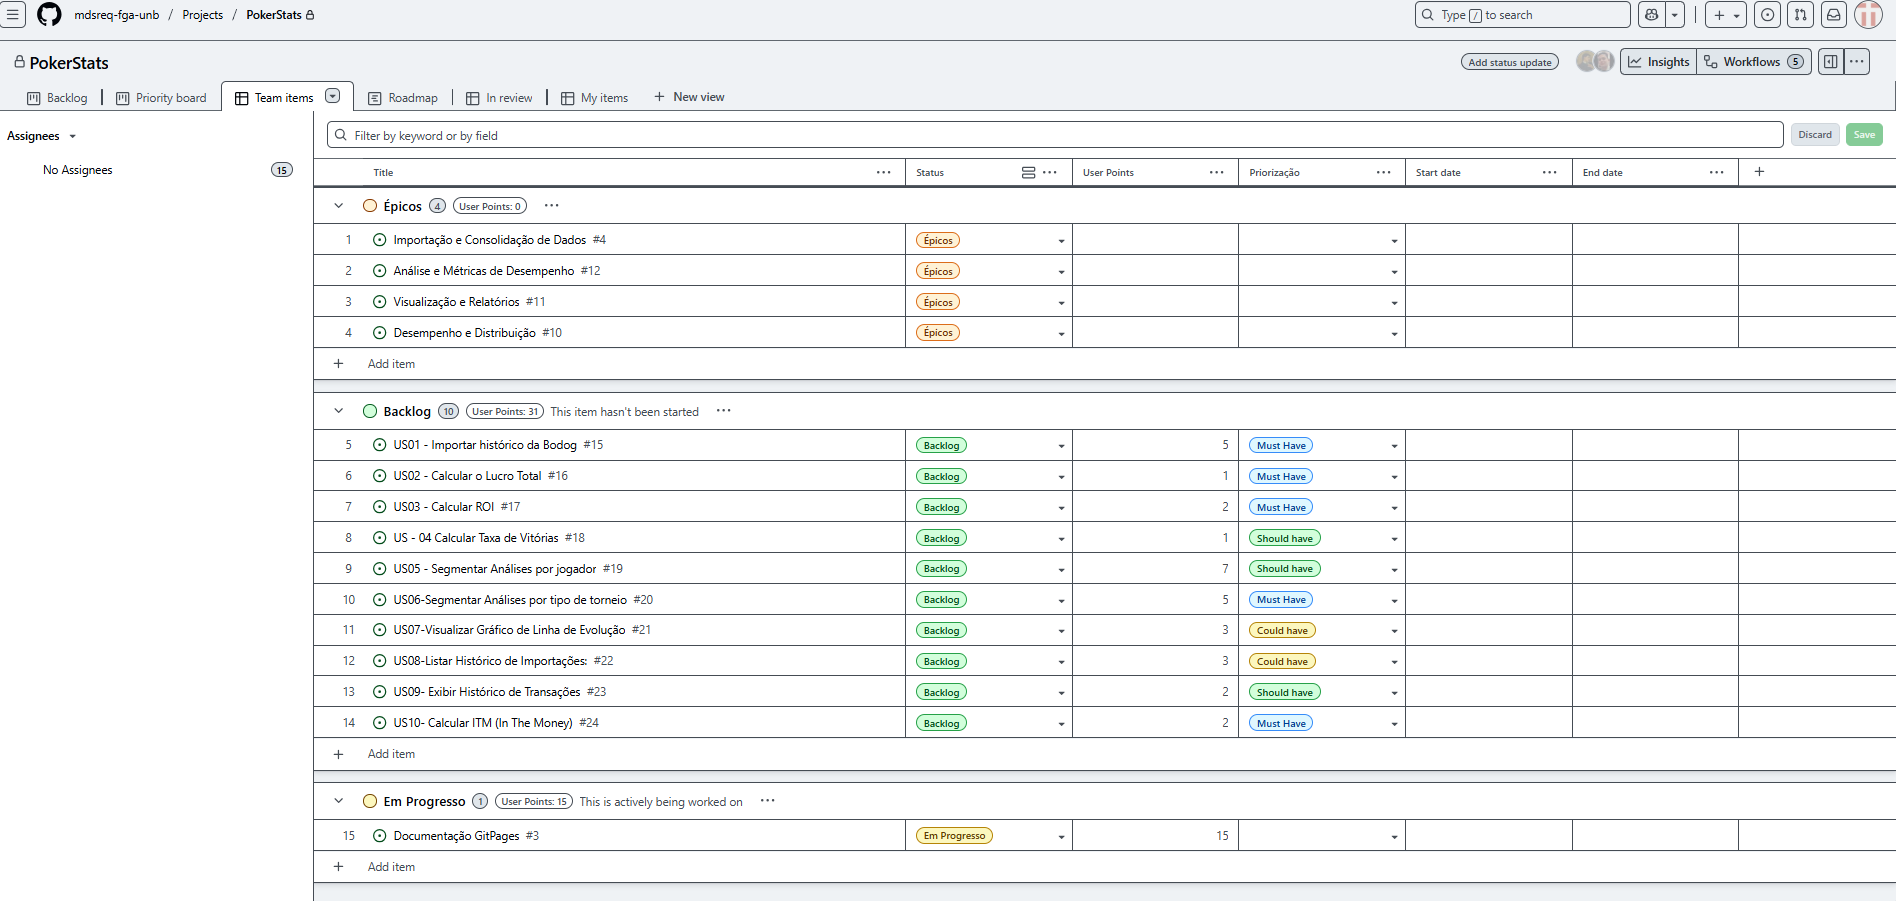 mdsreq-fga-unb / Projects / PokerStats Type / to search
PokerStats Add status update Insights Workflows 5
Backlog Priority board Team items Roadmap In review My items New view
Assignees Filter by keyword or by field Discard Save
No Assignees 15
Title Status User Points Priorização Start date End date
Épicos 4 User Points: 0
1 Importação e Consolidação de Dados #4 Épicos
2 Análise e Métricas de Desempenho #12 Épicos
3 Visualização e Relatórios #11 Épicos
4 Desempenho e Distribuição #10 Épicos
Add item
Backlog 10 User Points: 31 This item hasn't been started
5 US01 - Importar histórico da Bodog #15 Backlog 5 Must Have
6 US02 - Calcular o Lucro Total #16 Backlog 1 Must Have
7 US03 - Calcular ROI #17 Backlog 2 Must Have
8 US - 04 Calcular Taxa de Vitórias #18 Backlog 1 Should have
9 US05 - Segmentar Análises por jogador #19 Backlog 7 Should have
10 US06-Segmentar Análises por tipo de torneio #20 Backlog 5 Must Have
11 US07-Visualizar Gráfico de Linha de Evolução #21 Backlog 3 Could have
12 US08-Listar Histórico de Importações: #22 Backlog 3 Could have
13 US09- Exibir Histórico de Transações #23 Backlog 2 Should have
14 US10- Calcular ITM (In The Money) #24 Backlog 2 Must Have
Add item
Em Progresso 1 User Points: 15 This is actively being worked on
15 Documentação GitPages #3 Em Progresso 15
Add item